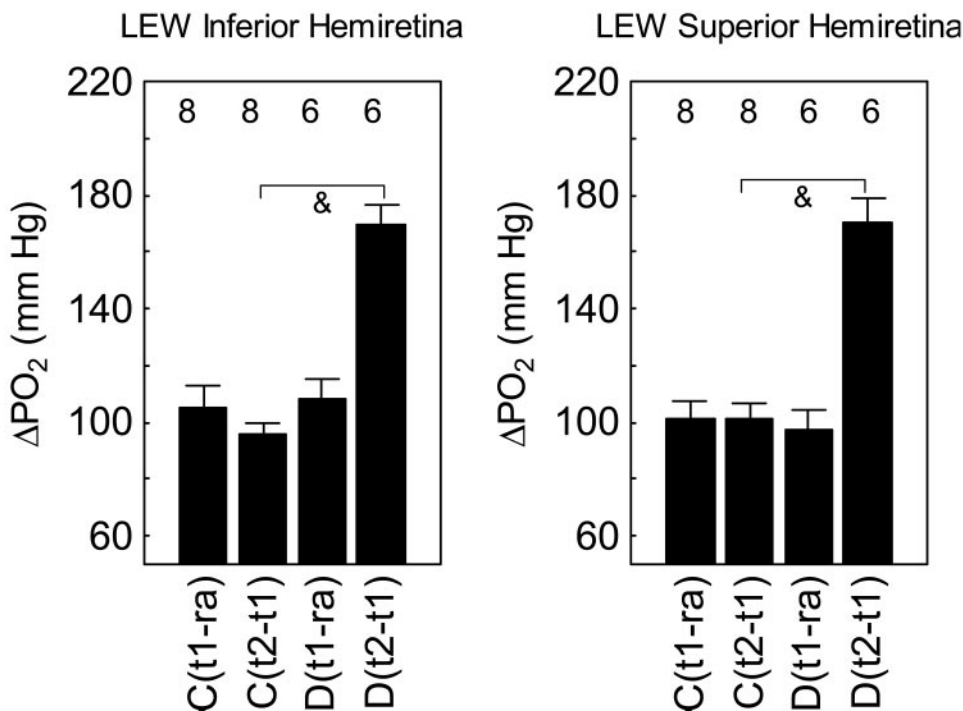 LEW Inferior Hemiretina
220
180
140
100
60
ΔPO2 (mm Hg)
8 8 6 6
&
C(t1-ra)
C(t2-t1)
D(t1-ra)
D(t2-t1)
LEW Superior Hemiretina
220
180
140
100
60
ΔPO2 (mm Hg)
8 8 6 6
&
C(t1-ra)
C(t2-t1)
D(t1-ra)
D(t2-t1)